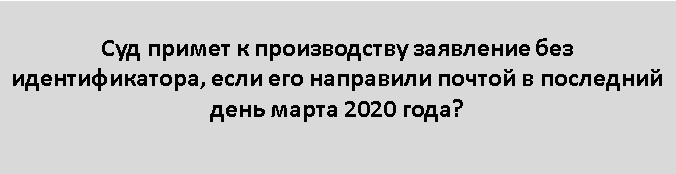 Суд примет к производству заявление без
идентификатора, если его направили почтой в последний
день марта 2020 года?